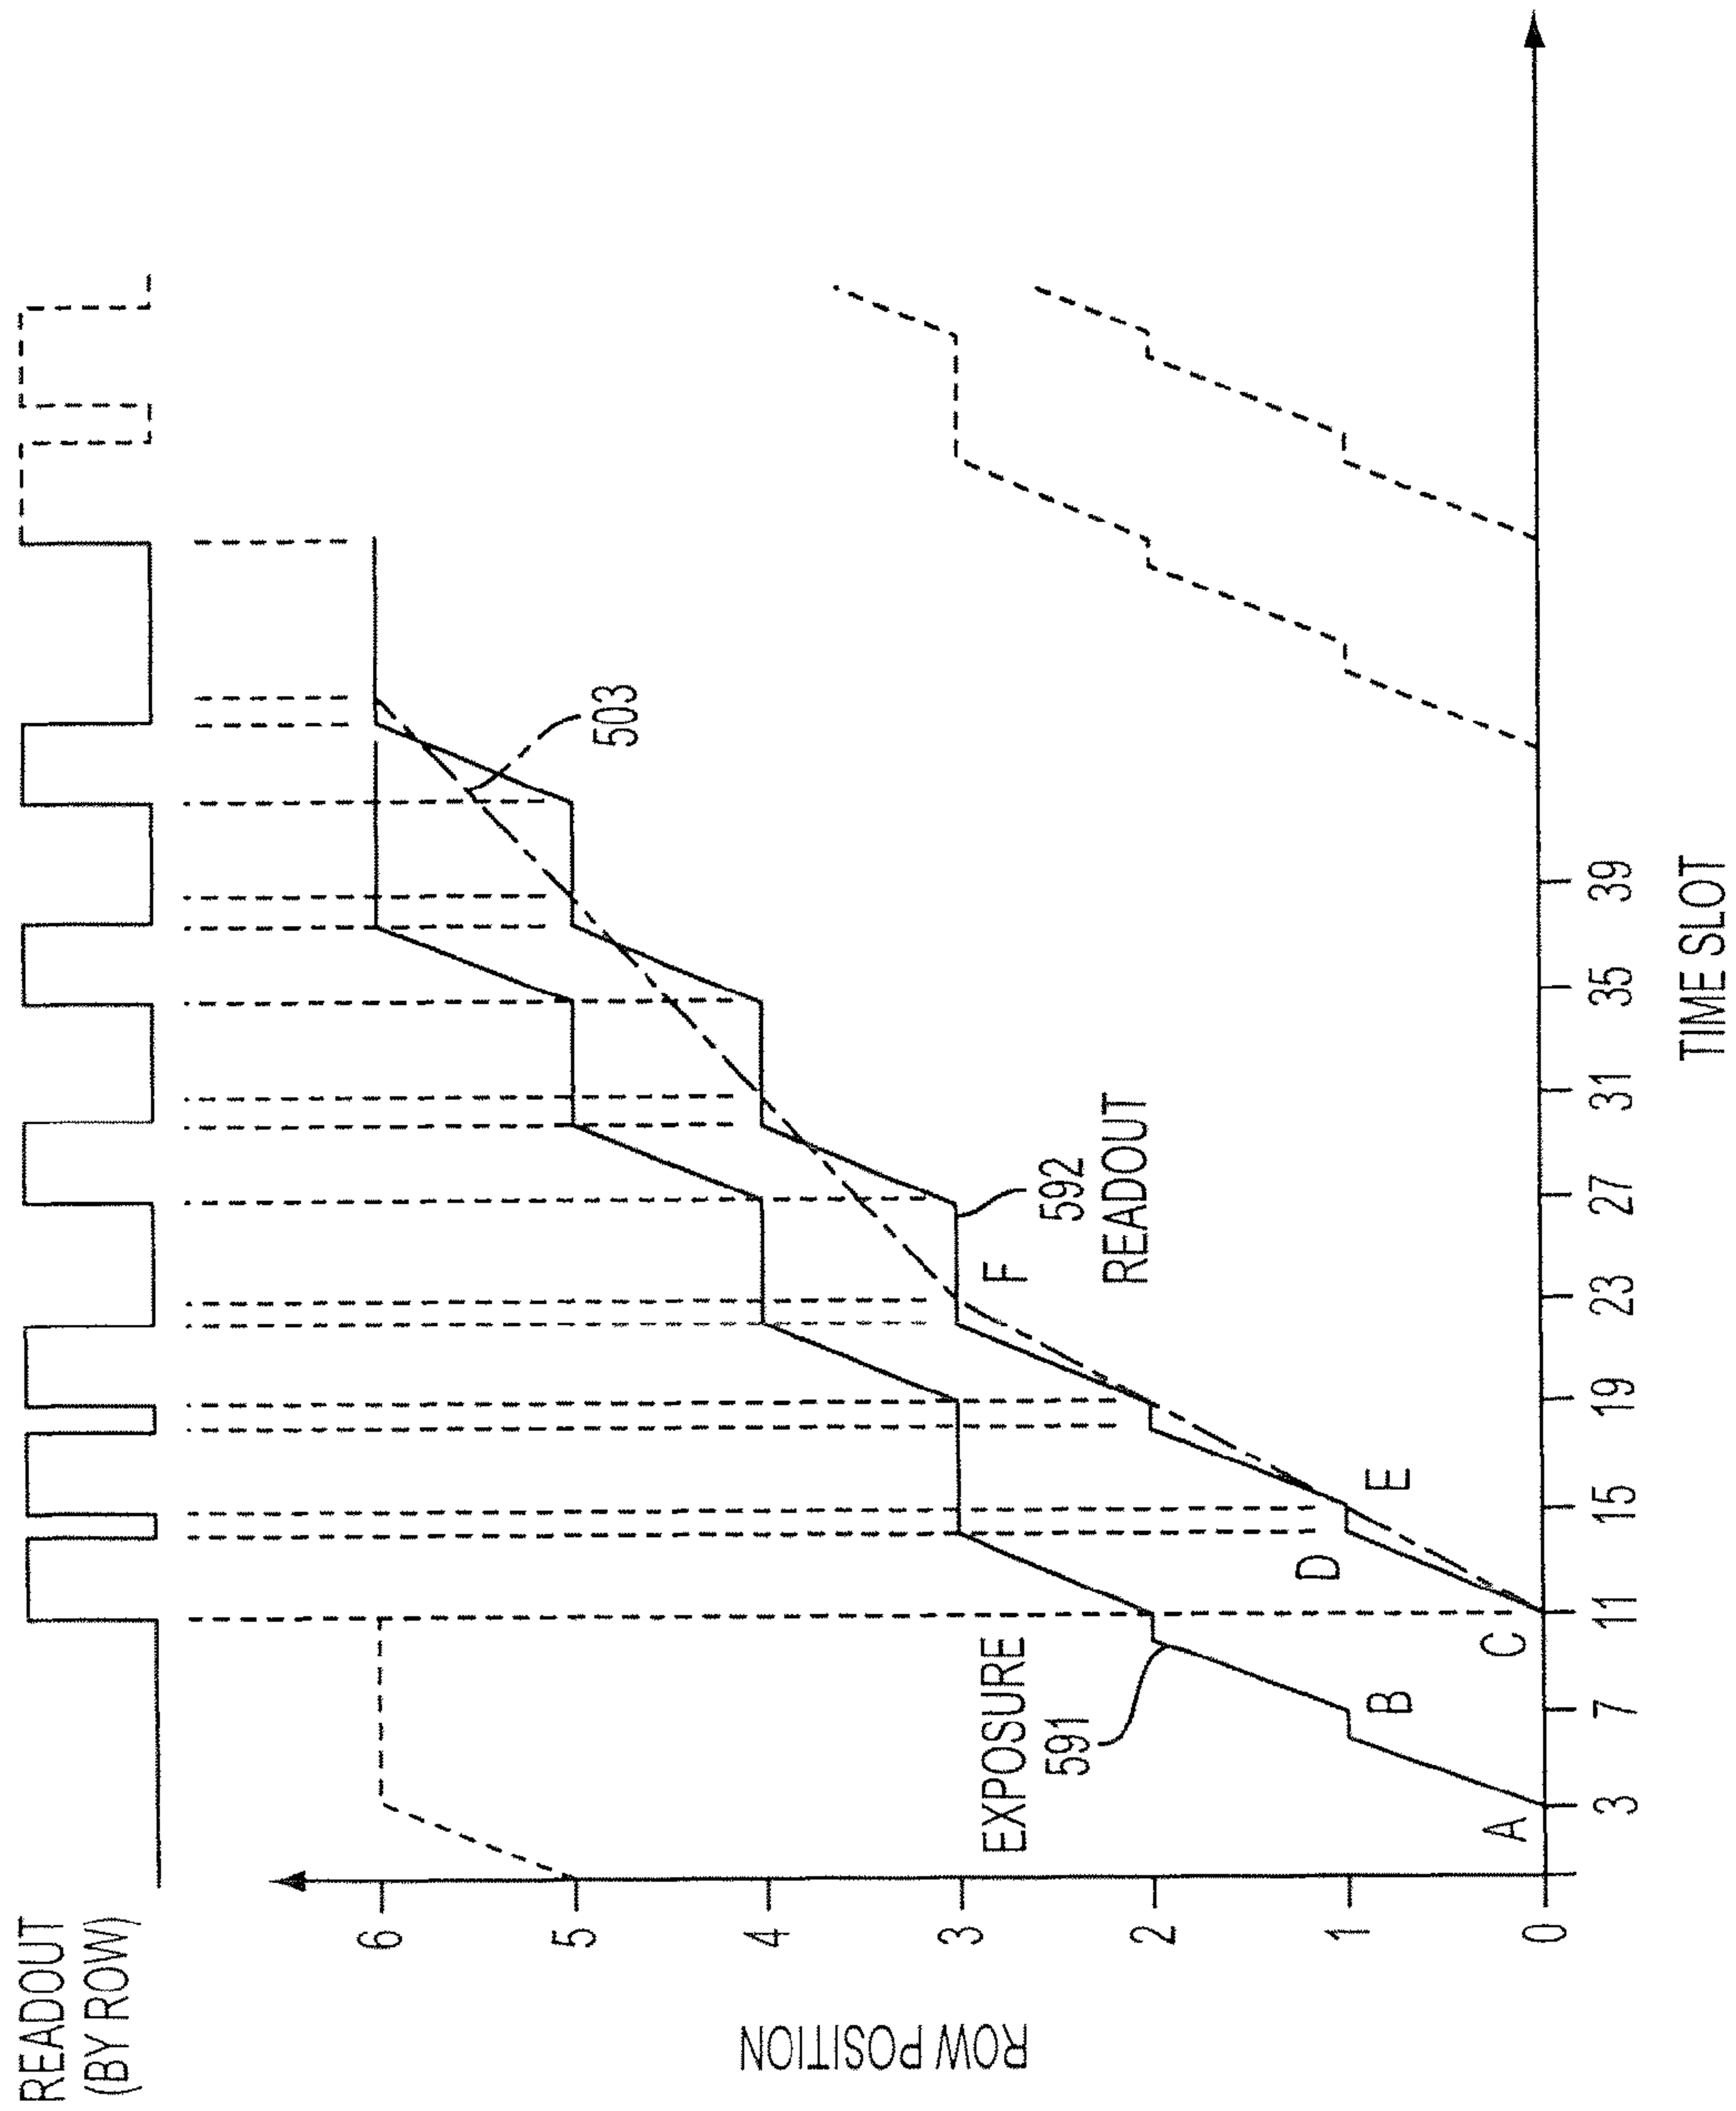 READOUT
(BY ROW)
ROW POSITION
6
5
4
3
2
1
0
EXPOSURE
591
503
592
READOUT
A
B
C
D
E
F
3
7
11
15
19
23
27
31
35
39
TIME SLOT